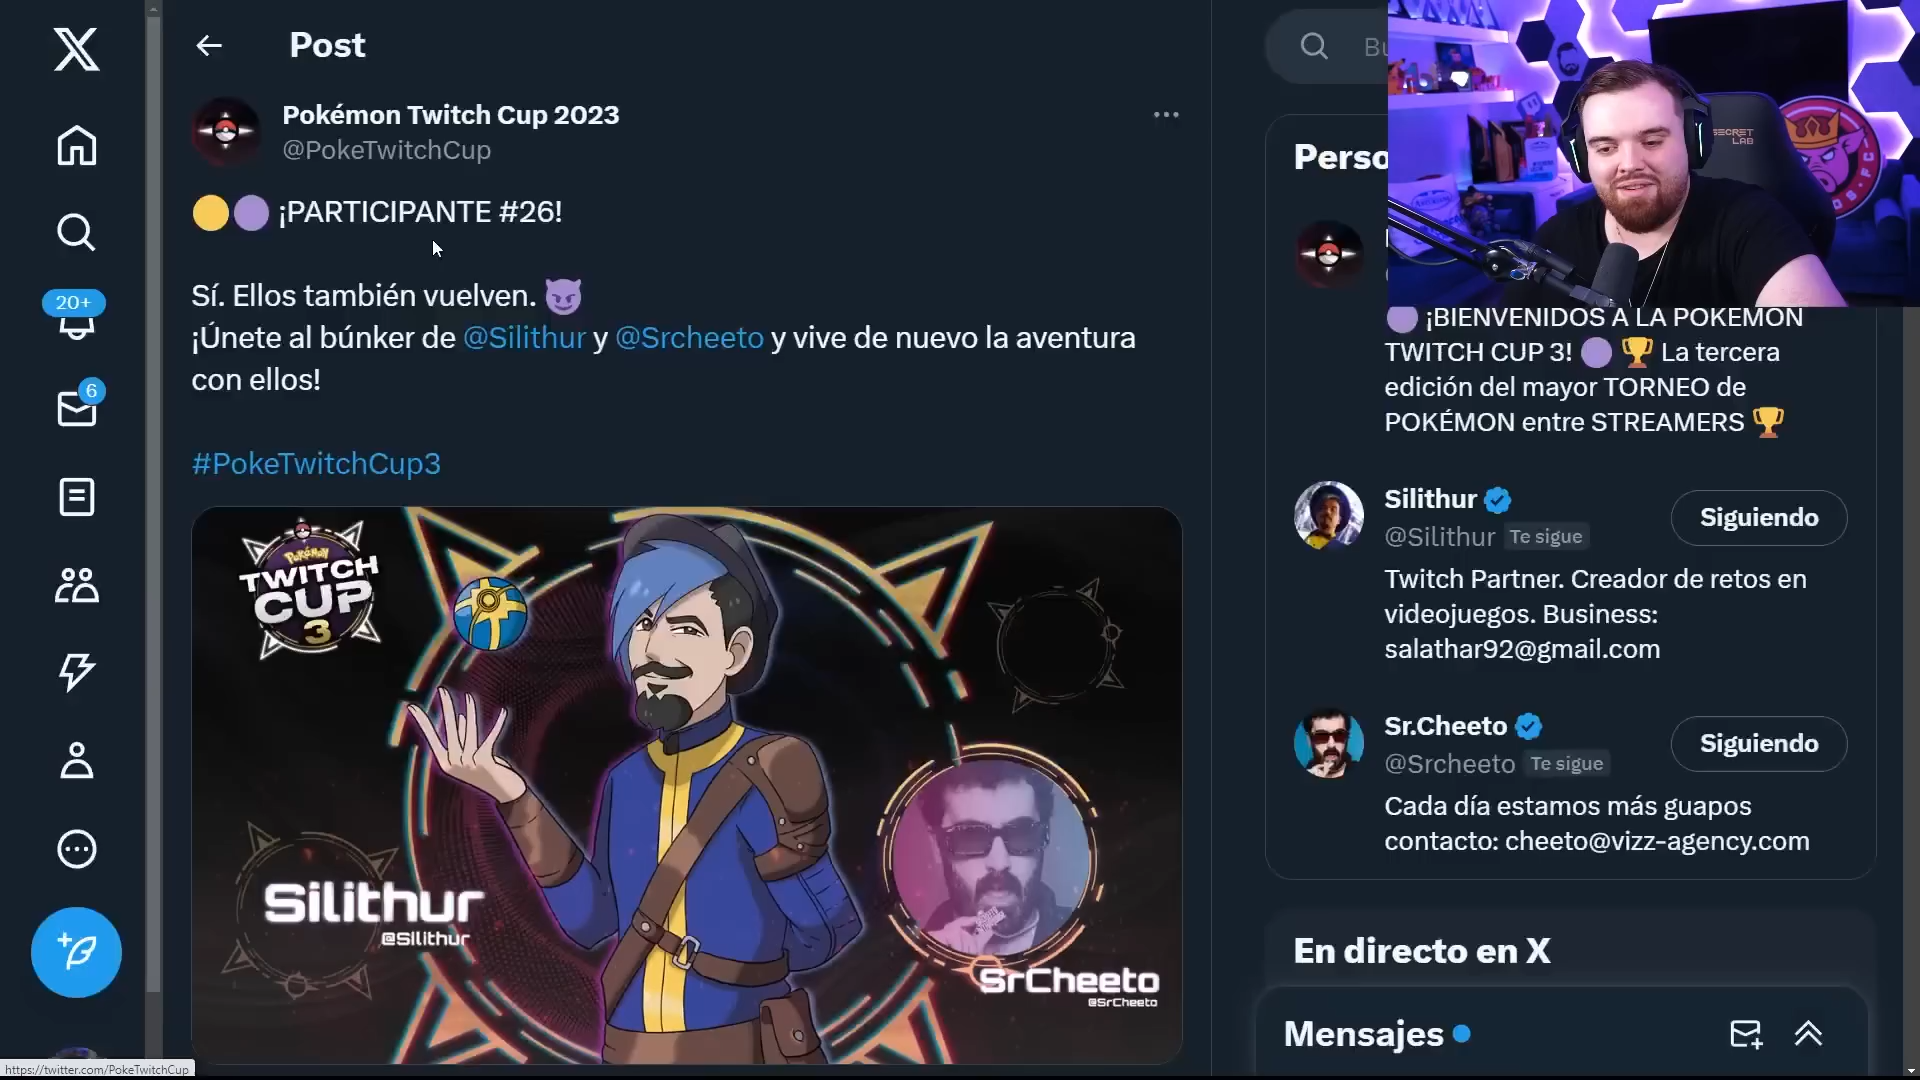 Post
Pokémon Twitch Cup 2023
@PokeTwitchCup
¡PARTICIPANTE #26!
Sí. Ellos también vuelven.
¡Únete al búnker de @Silithur y @Srcheeto y vive de nuevo la aventura
con ellos!
#PokeTwitchCup3
Pokémon
TWITCH
CUP
3
Silithur
@Silithur
SrCheeto
@SrCheeto
20+
6
https://twitter.com/PokeTwitchCup
Bu
Perso
SECRET
LAB
¡BIENVENIDOS A LA POKEMON
TWITCH CUP 3! La tercera
edición del mayor TORNEO de
POKÉMON entre STREAMERS
Silithur
@Silithur Te sigue
Siguiendo
Twitch Partner. Creador de retos en
videojuegos. Business:
salathar92@gmail.com
Sr.Cheeto
@Srcheeto Te sigue
Siguiendo
Cada día estamos más guapos
contacto: cheeto@vizz-agency.com
En directo en X
Mensajes